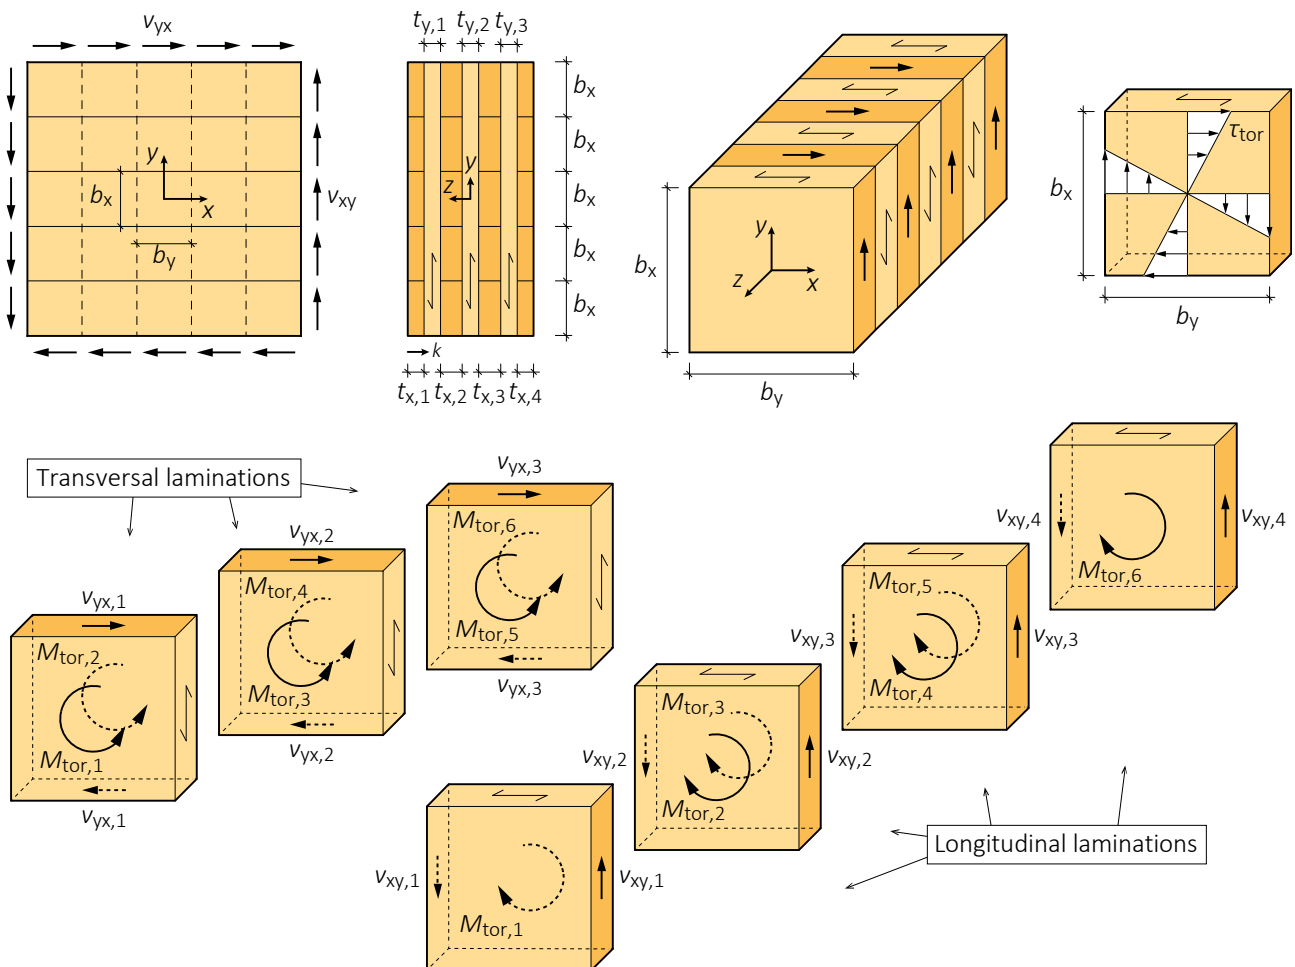 v_yx
t_y,1 t_y,2 t_y,3
b_x
y
x
b_x
b_y
v_xy
y
z
b_x
b_x
b_x
b_x
b_x
k
t_x,1 t_x,2 t_x,3 t_x,4
b_x
y
z
x
b_y
τ_tor
b_x
b_y
Transversal laminations
v_yx,1
M_tor,2
M_tor,1
v_yx,1
v_yx,2
M_tor,4
M_tor,3
v_yx,2
v_yx,3
M_tor,6
M_tor,5
v_yx,3
v_xy,1
M_tor,1
v_xy,1
v_xy,2
M_tor,3
M_tor,2
v_xy,2
v_xy,3
M_tor,5
M_tor,4
v_xy,3
v_xy,4
M_tor,6
v_xy,4
Longitudinal laminations